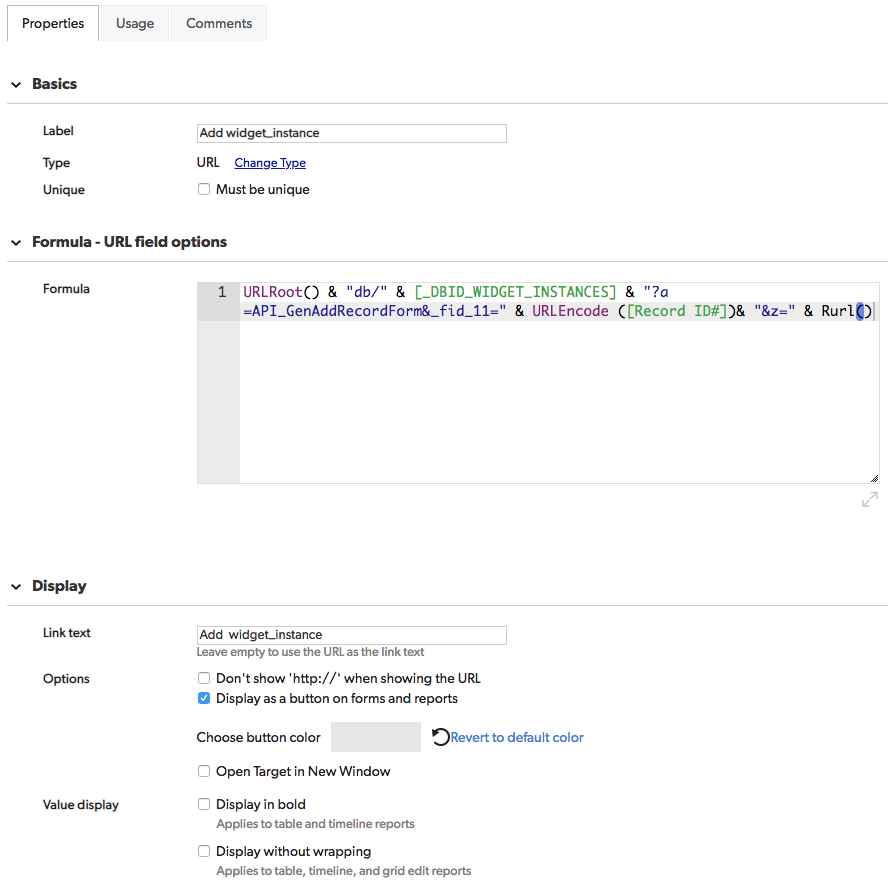 Properties Usage Comments
Basics
Label Add widget_instance
Type URL Change Type
Unique Must be unique
Formula - URL field options
Formula 1 URLRoot() & "db/" & [_DBID_WIDGET_INSTANCES] & "?a
=API_GenAddRecordForm&_fid_11=" & URLEncode ([Record ID#])& "&z=" & Rurl()
Display
Link text Add  widget_instance
Leave empty to use the URL as the link text
Options Don't show 'http://' when showing the URL
Display as a button on forms and reports
Choose button color Revert to default color
Open Target in New Window
Value display Display in bold
Applies to table and timeline reports
Display without wrapping
Applies to table, timeline, and grid edit reports